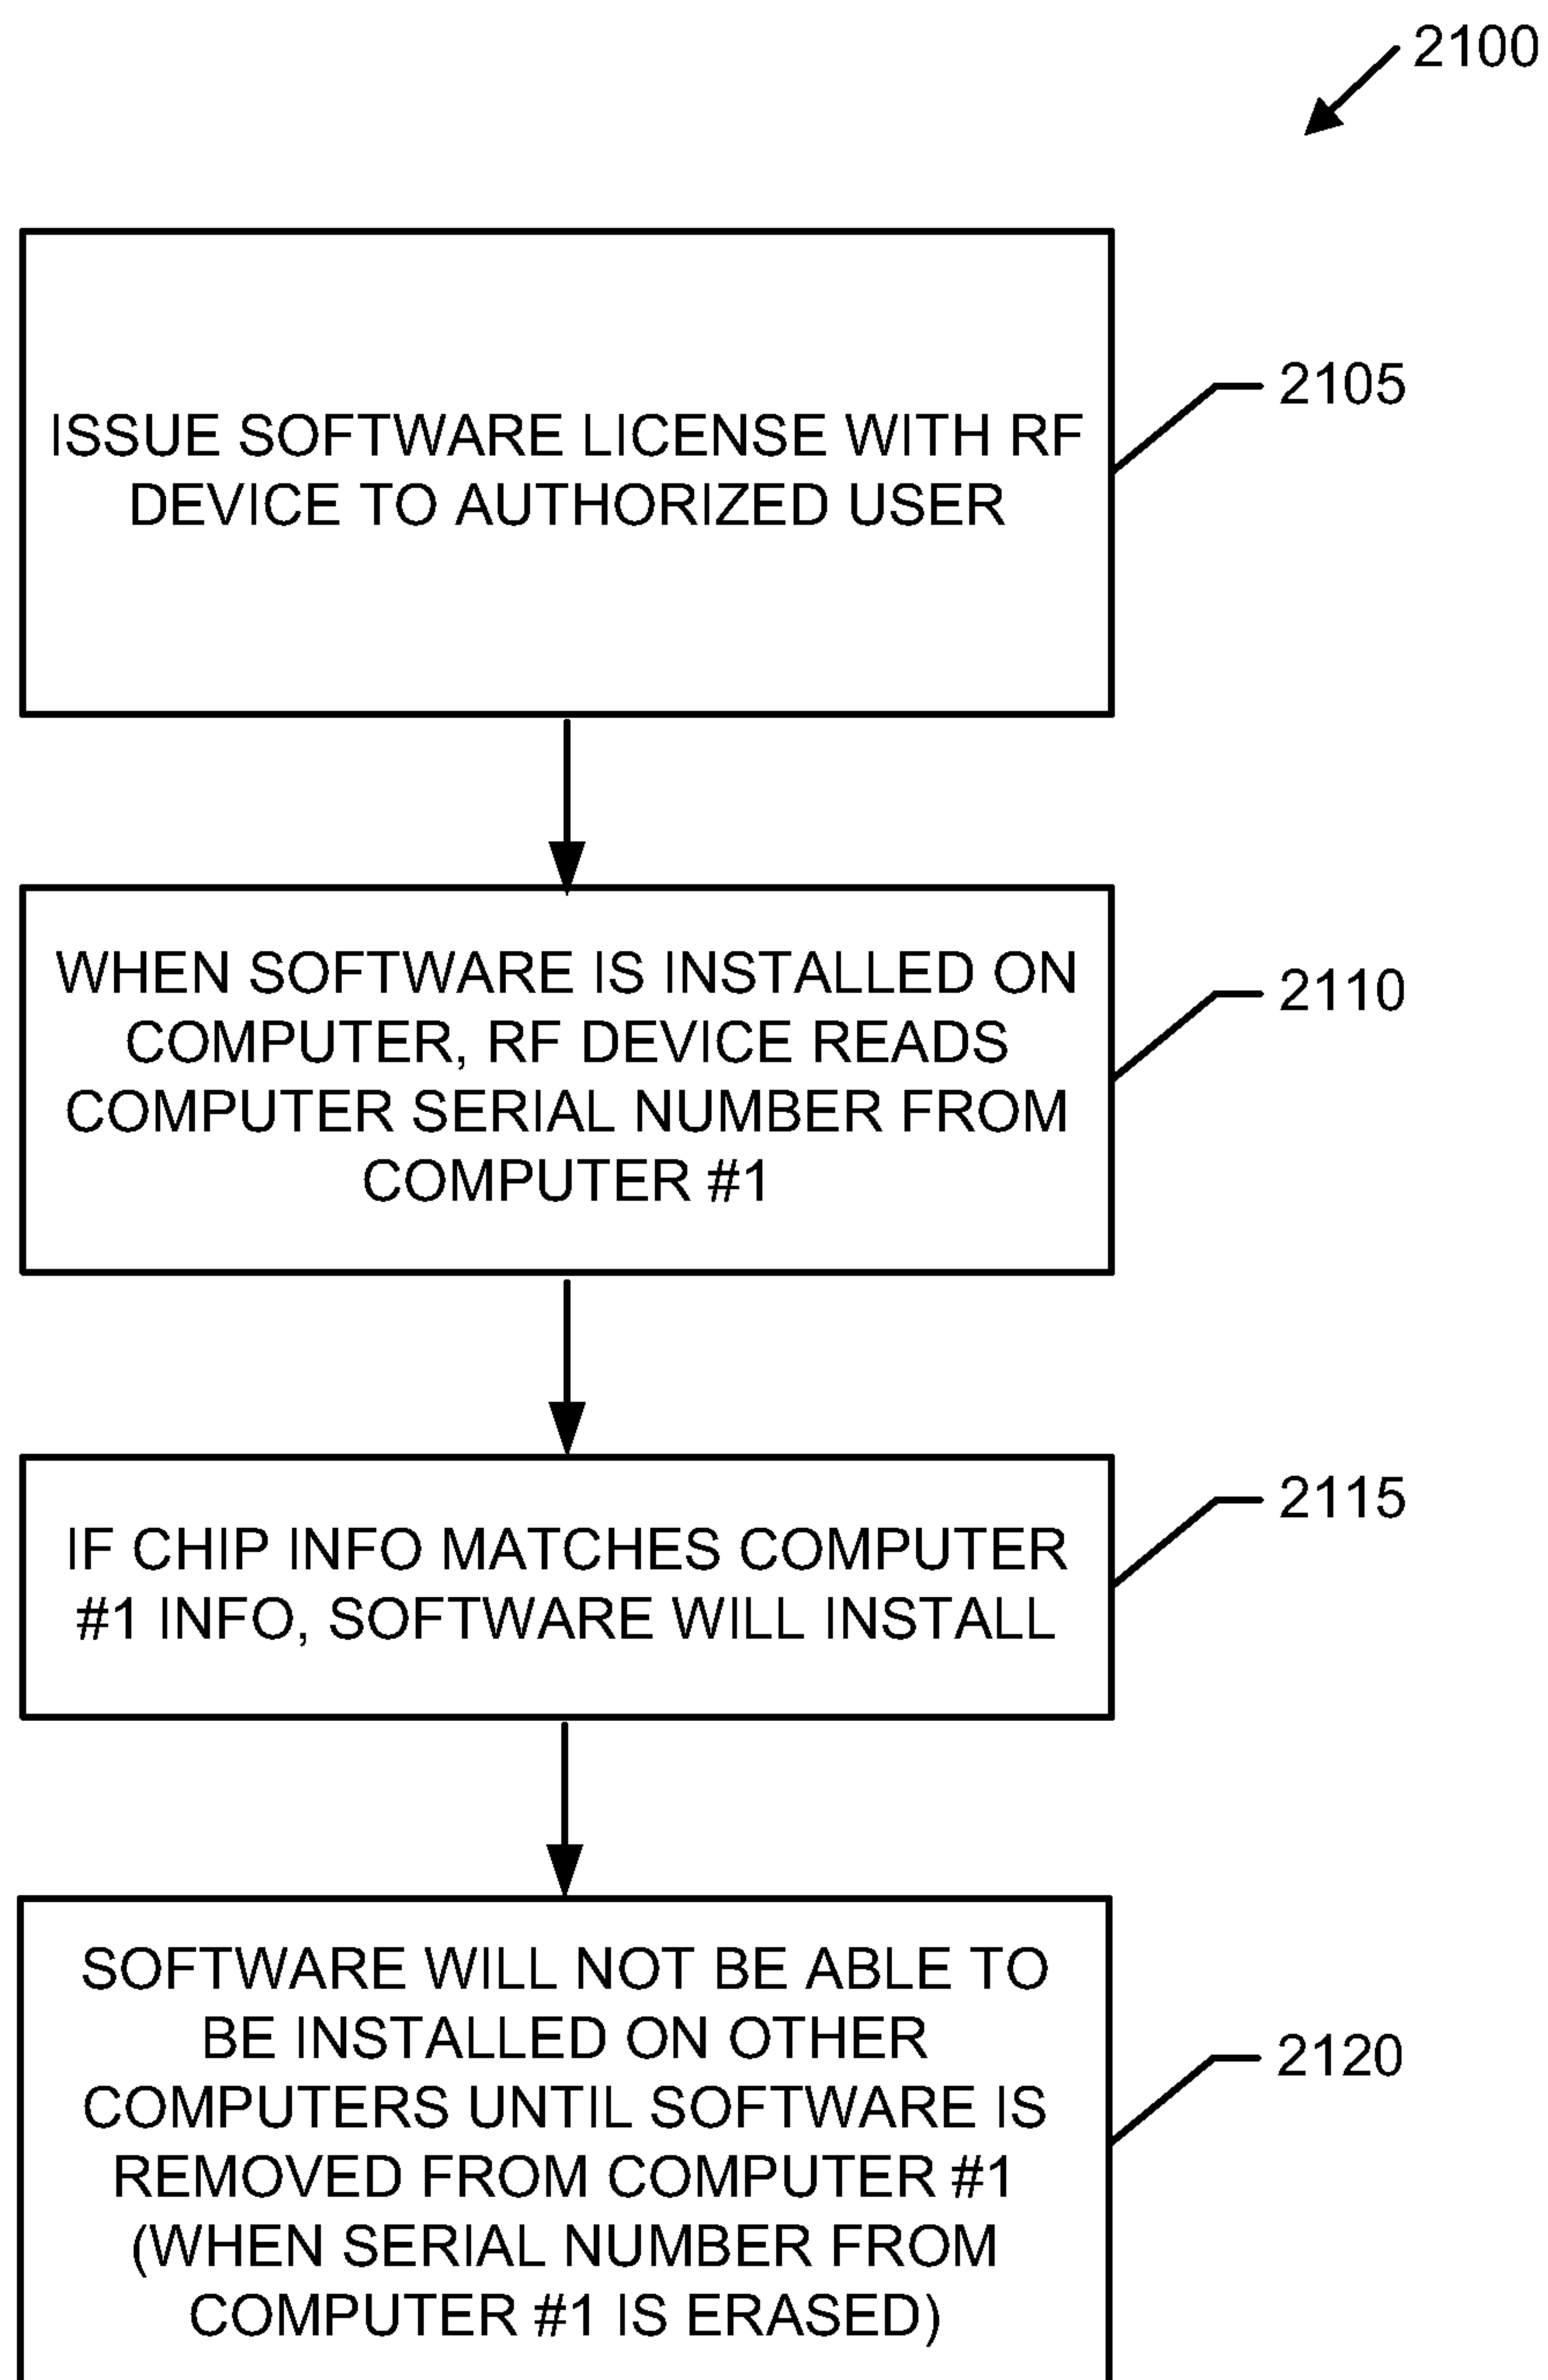 2100
ISSUE SOFTWARE LICENSE WITH RF
DEVICE TO AUTHORIZED USER
2105
WHEN SOFTWARE IS INSTALLED ON
COMPUTER, RF DEVICE READS
COMPUTER SERIAL NUMBER FROM
COMPUTER #1
2110
IF CHIP INFO MATCHES COMPUTER
#1 INFO, SOFTWARE WILL INSTALL
2115
SOFTWARE WILL NOT BE ABLE TO
BE INSTALLED ON OTHER
COMPUTERS UNTIL SOFTWARE IS
REMOVED FROM COMPUTER #1
(WHEN SERIAL NUMBER FROM
COMPUTER #1 IS ERASED)
2120